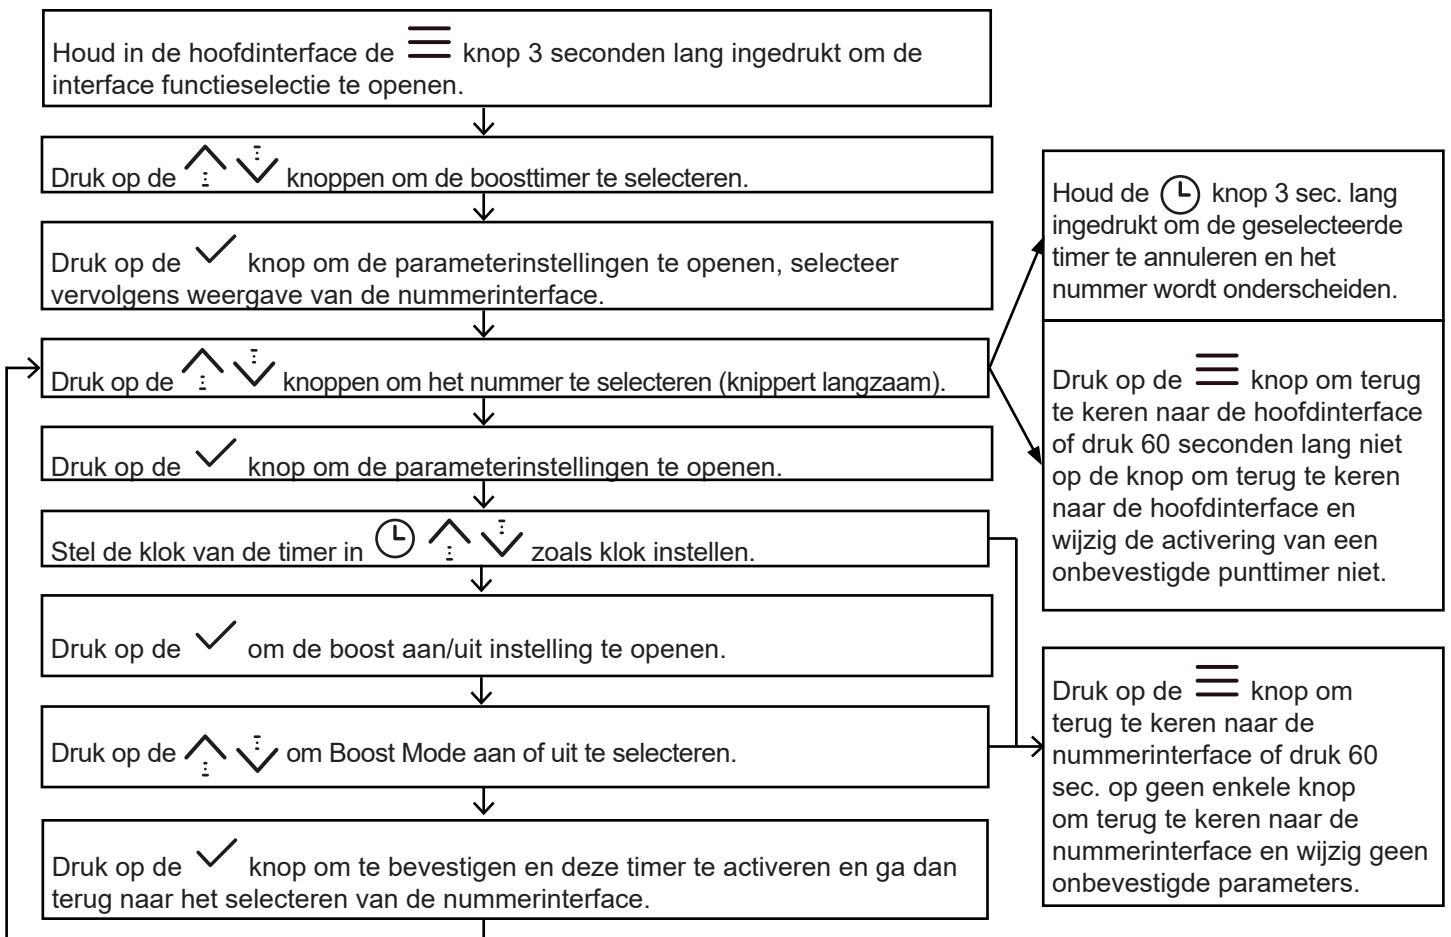 Houd in de hoofdinterface de knop 3 seconden lang ingedrukt om de
interface functieselectie te openen.
Druk op de knoppen om de boosttimer te selecteren.
Druk op de knop om de parameterinstellingen te openen, selecteer
vervolgens weergave van de nummerinterface.
Druk op de knoppen om het nummer te selecteren (knippert langzaam).
Druk op de knop om de parameterinstellingen te openen.
Stel de klok van de timer in zoals klok instellen.
Druk op de om de boost aan/uit instelling te openen.
Druk op de om Boost Mode aan of uit te selecteren.
Druk op de knop om te bevestigen en deze timer te activeren en ga dan
terug naar het selecteren van de nummerinterface.
Houd de knop 3 sec. lang
ingedrukt om de geselecteerde
timer te annuleren en het
nummer wordt onderscheiden.
Druk op de knop om terug
te keren naar de hoofdinterface
of druk 60 seconden lang niet
op de knop om terug te keren
naar de hoofdinterface en
wijzig de activering van een
onbevestigde punttimer niet.
Druk op de knop om
terug te keren naar de
nummerinterface of druk 60
sec. op geen enkele knop
om terug te keren naar de
nummerinterface en wijzig geen
onbevestigde parameters.